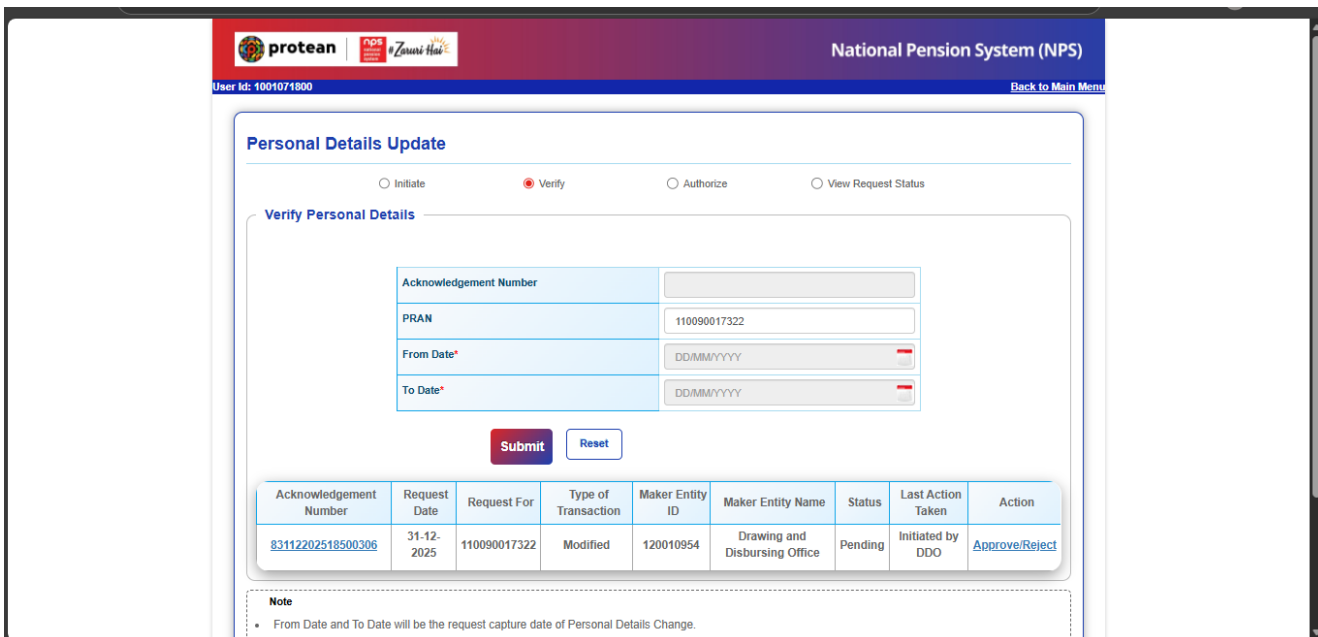 protean nps #Zaruri Hai National Pension System (NPS)
User Id: 1001071800 Back to Main Menu
Personal Details Update
Initiate Verify Authorize View Request Status
Verify Personal Details
Acknowledgement Number
PRAN 110090017322
From Date* DD/MM/YYYY
To Date* DD/MM/YYYY
Submit Reset
Acknowledgement Number Request Date Request For Type of Transaction Maker Entity ID Maker Entity Name Status Last Action Taken Action
83112202518500306 31-12-2025 110090017322 Modified 120010954 Drawing and Disbursing Office Pending Initiated by DDO Approve/Reject
Note
• From Date and To Date will be the request capture date of Personal Details Change.